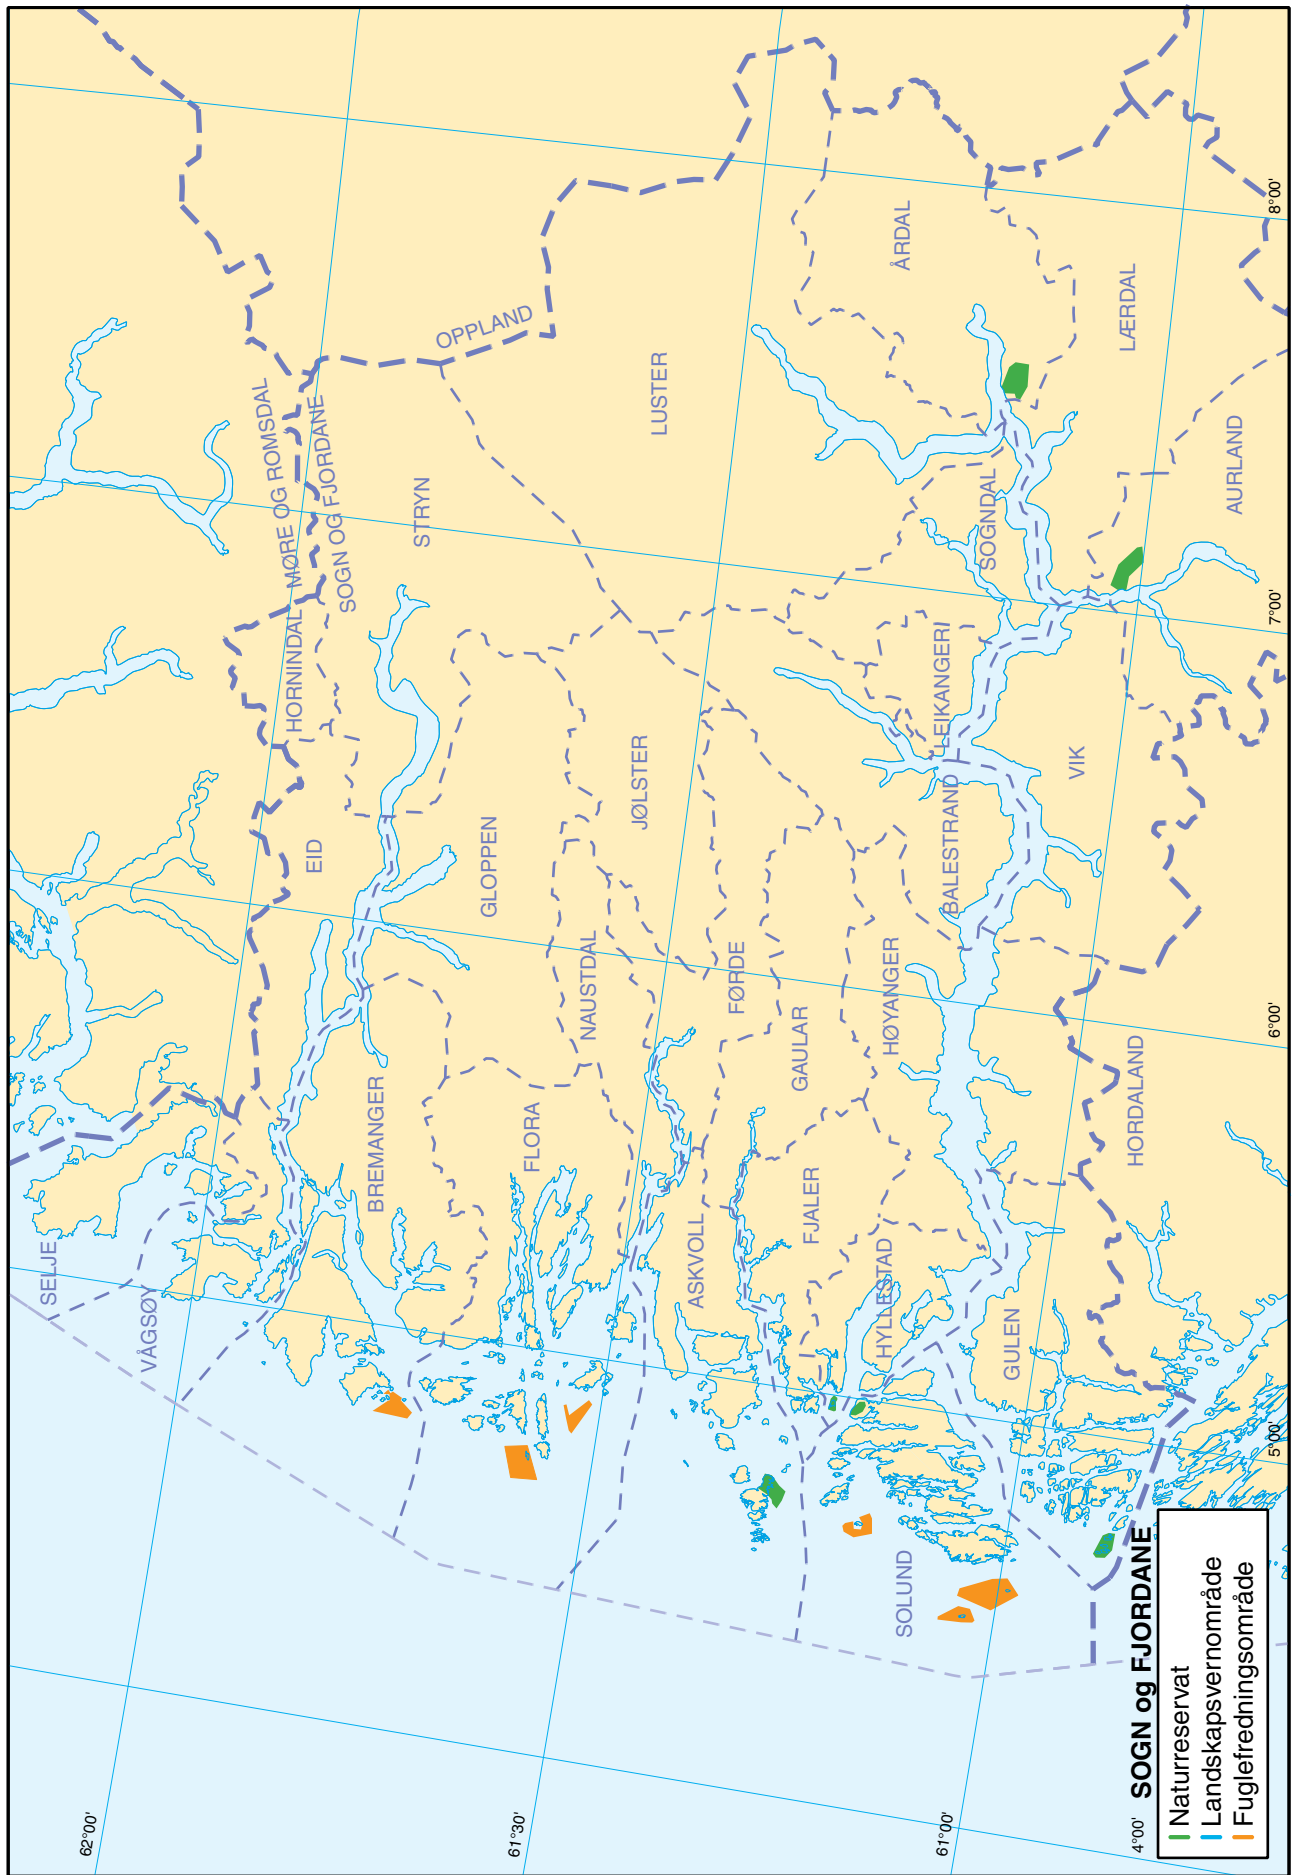 SELJE
VÅGSØY
HORNINDAL
MØRE OG ROMSDAL
SOGN OG FJORDANE
OPPLAND
EID
STRYN
BREMANGER
GLOPPEN
FLORA
NAUSTDAL
JØLSTER
LUSTER
ASKVOLL
FØRDE
GAULAR
FJALER
HYLLESTAD
HØYANGER
BALESTRAND
LEIKANGER
SOGNDAL
ÅRDAL
LÆRDAL
AURLAND
VIK
SOLUND
GULEN
HORDALAND
62°00'
61°30'
61°00'
4°00'
5°00'
6°00'
7°00'
8°00'
SOGN og FJORDANE
Naturreservat
Landskapsvernområde
Fuglefredningsområde